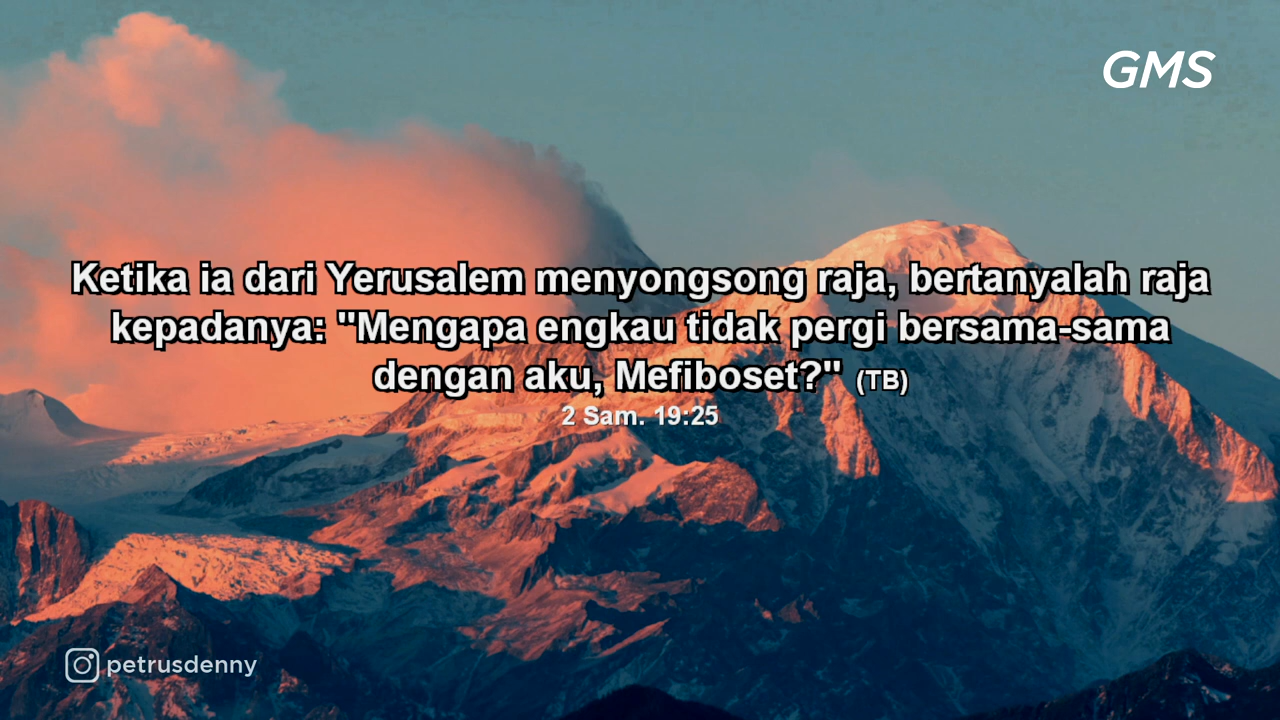 GMS
Ketika ia dari Yerusalem menyongsong raja, bertanyalah raja
kepadanya: "Mengapa engkau tidak pergi bersama-sama
dengan aku, Mefiboset?" (TB)
2 Sam. 19:25
petrusdenny